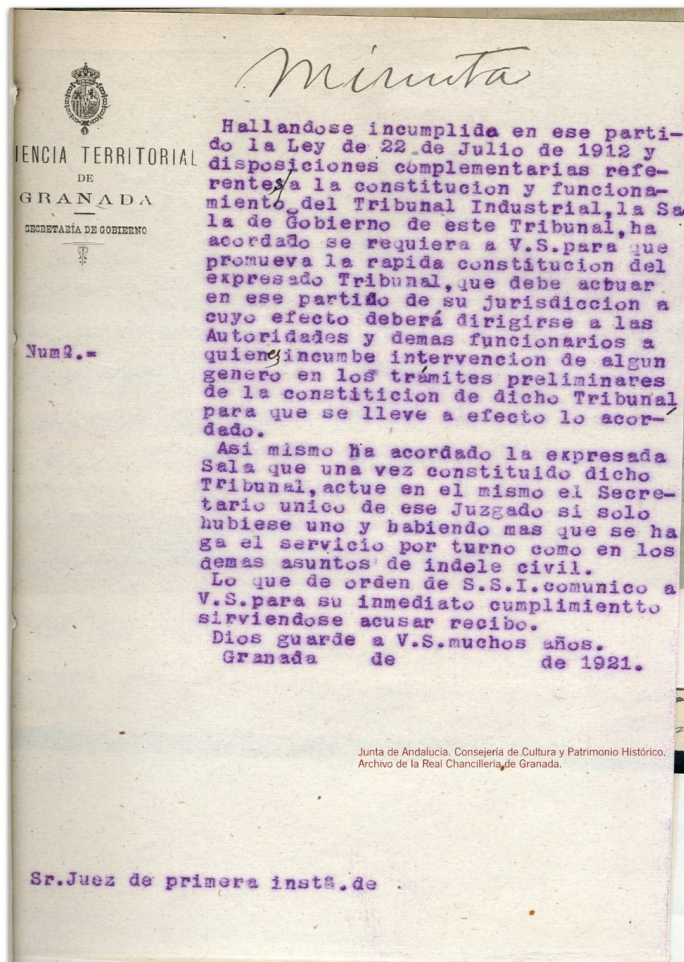 Minuta
IENCIA TERRITORIAL
DE
GRANADA
SECRETARÍA DE GOBIERNO
Hallandose incumplida en ese parti-
do la Ley de 22 de Julio de 1912 y
disposiciones complementarias refe-
rentes a la constitucion y funciona-
miento del Tribunal Industrial, la Sa
la de Gobierno de este Tribunal, ha
acordado se requiera a V.S.para que
promueva la rapida constitucion del
expresado Tribunal, que debe actuar
en ese partido de su jurisdiccion a
cuyo efecto deberá dirigirse a las
Autoridades y demas funcionarios a
quienes incumbe intervencion de algun
genero en los trámites preliminares
de la constiticion de dicho Tribunal
para que se lleve a efecto lo acor-
dado.
Num2.=
Asi mismo ha acordado la expresada
Sala que una vez constituido dicho
Tribunal, actue en el mismo el Secre-
tario unico de ese Juzgado si solo
hubiese uno y habiendo mas que se ha
ga el servicio por turno como en los
demas asuntos de indele civil.
Lo que de orden de S.S.I.comunico a
V.S.para su inmediato cumplimientto
sirviendose acusar recibo.
Dios guarde a V.S.muchos años.
Granada de de 1921.
Junta de Andalucía. Consejería de Cultura y Patrimonio Histórico.
Archivo de la Real Chancillería de Granada.
Sr.Juez de primera instª.de